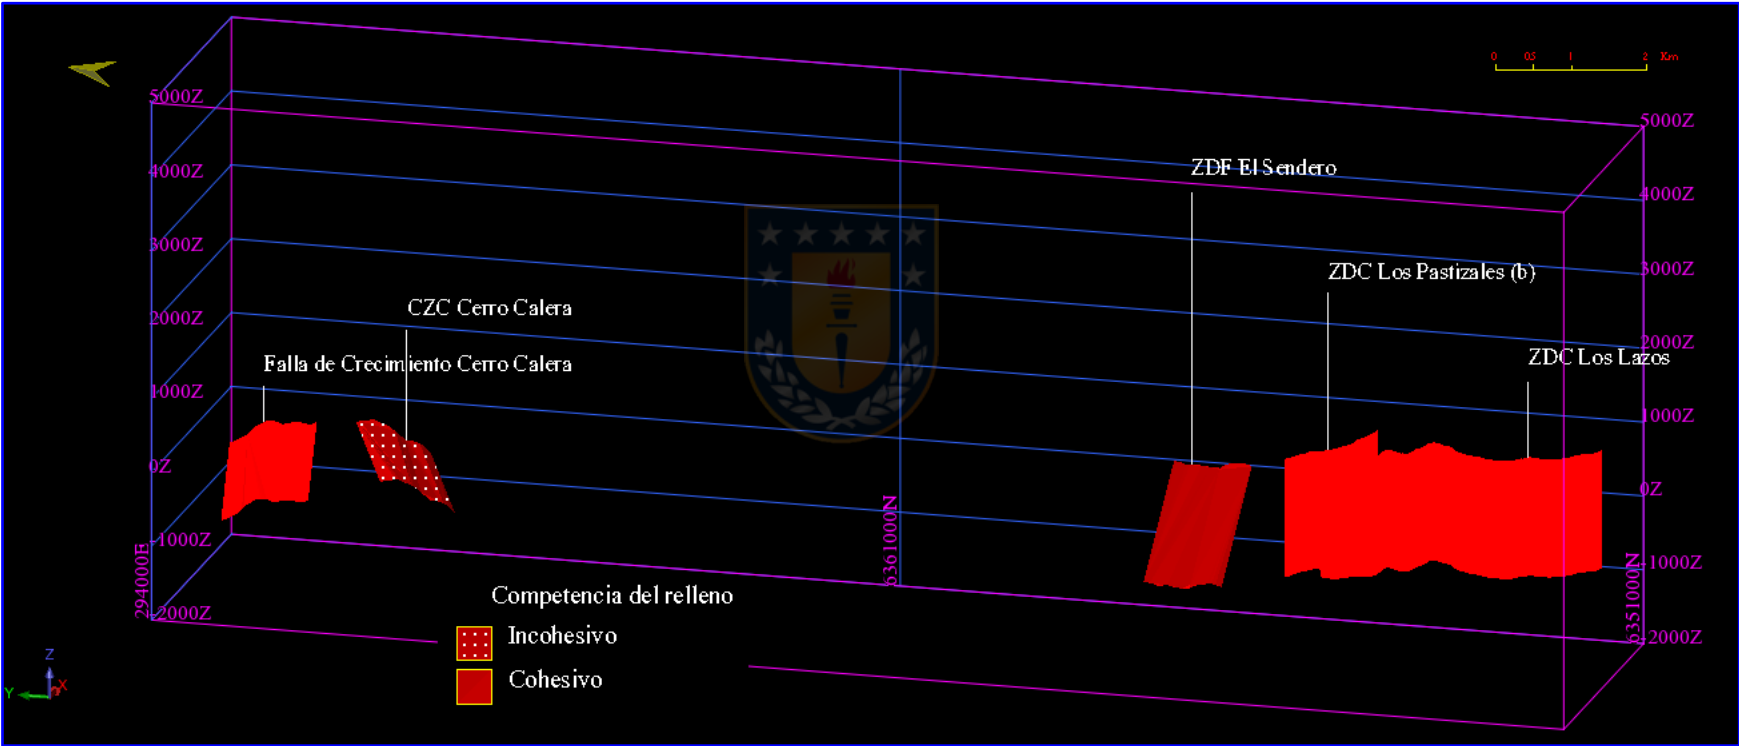 0 0.5 1 2 Km
5000Z
4000Z
3000Z
2000Z
1000Z
0Z
-1000Z
-2000Z
294000E
Falla de Crecimiento Cerro Calera
CZC Cerro Calera
6361000N
ZDF El Sendero
ZDC Los Pastizales (b)
ZDC Los Lazos
5000Z
4000Z
3000Z
2000Z
1000Z
0Z
-1000Z
-2000Z
6351000N
Competencia del relleno
Incohesivo
Cohesivo
Z
Y
X